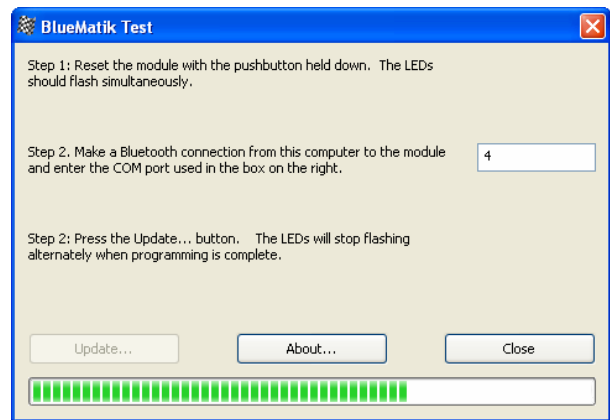 BlueMatik Test
Step 1: Reset the module with the pushbutton held down. The LEDs
should flash simultaneously.
Step 2. Make a Bluetooth connection from this computer to the module
and enter the COM port used in the box on the right.
4
Step 2: Press the Update... button. The LEDs will stop flashing
alternately when programming is complete.
Update... About... Close